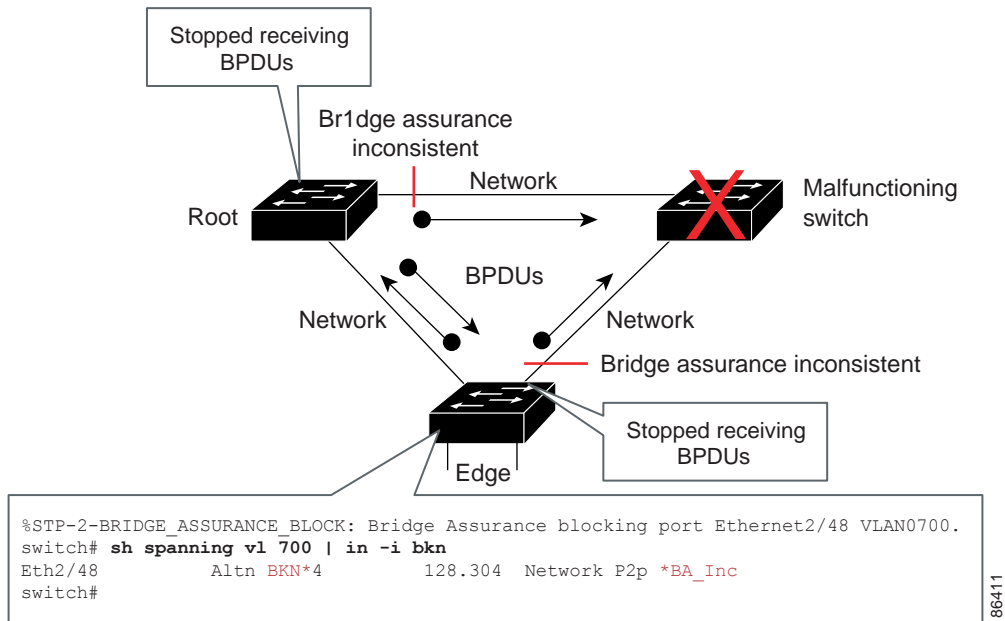 Stopped receiving
BPDUs
Br1dge assurance
inconsistent
Network
Root
Malfunctioning
switch
BPDUs
Network
Network
Bridge assurance inconsistent
Stopped receiving
BPDUs
Edge
%STP-2-BRIDGE_ASSURANCE_BLOCK: Bridge Assurance blocking port Ethernet2/48 VLAN0700.
switch# sh spanning vl 700 | in -i bkn
Eth2/48 Altn BKN*4 128.304 Network P2p *BA_Inc
switch#
86411